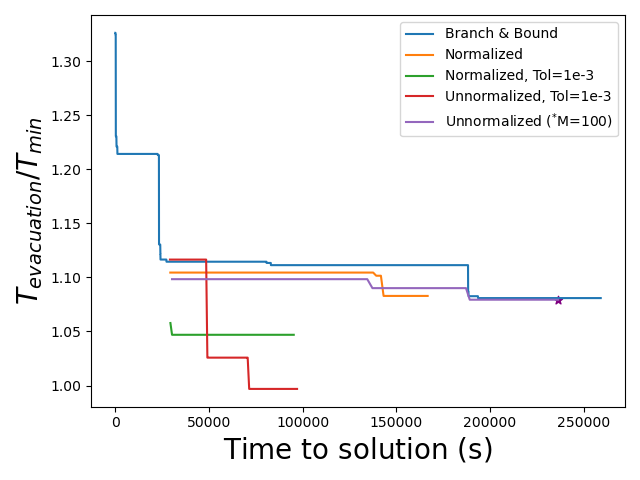 Branch & Bound
Normalized
Normalized, Tol=1e-3
Unnormalized, Tol=1e-3
Unnormalized (*M=100)
T_evacuation/T_min
1.30
1.25
1.20
1.15
1.10
1.05
1.00
0 50000 100000 150000 200000 250000
Time to solution (s)